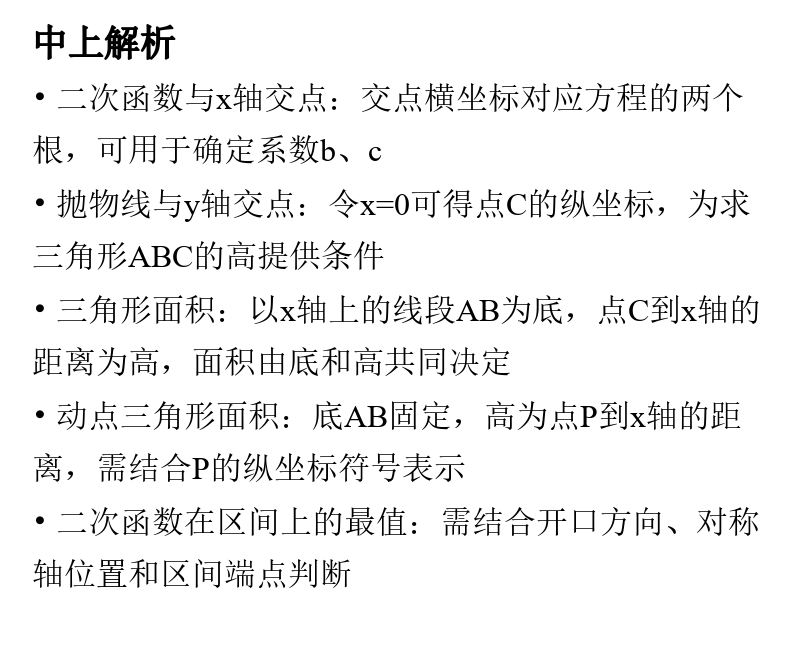 中上解析
• 二次函数与x轴交点：交点横坐标对应方程的两个
根，可用于确定系数b、c
• 抛物线与y轴交点：令x=0可得点C的纵坐标，为求
三角形ABC的高提供条件
• 三角形面积：以x轴上的线段AB为底，点C到x轴的
距离为高，面积由底和高共同决定
• 动点三角形面积：底AB固定，高为点P到x轴的距
离，需结合P的纵坐标符号表示
• 二次函数在区间上的最值：需结合开口方向、对称
轴位置和区间端点判断